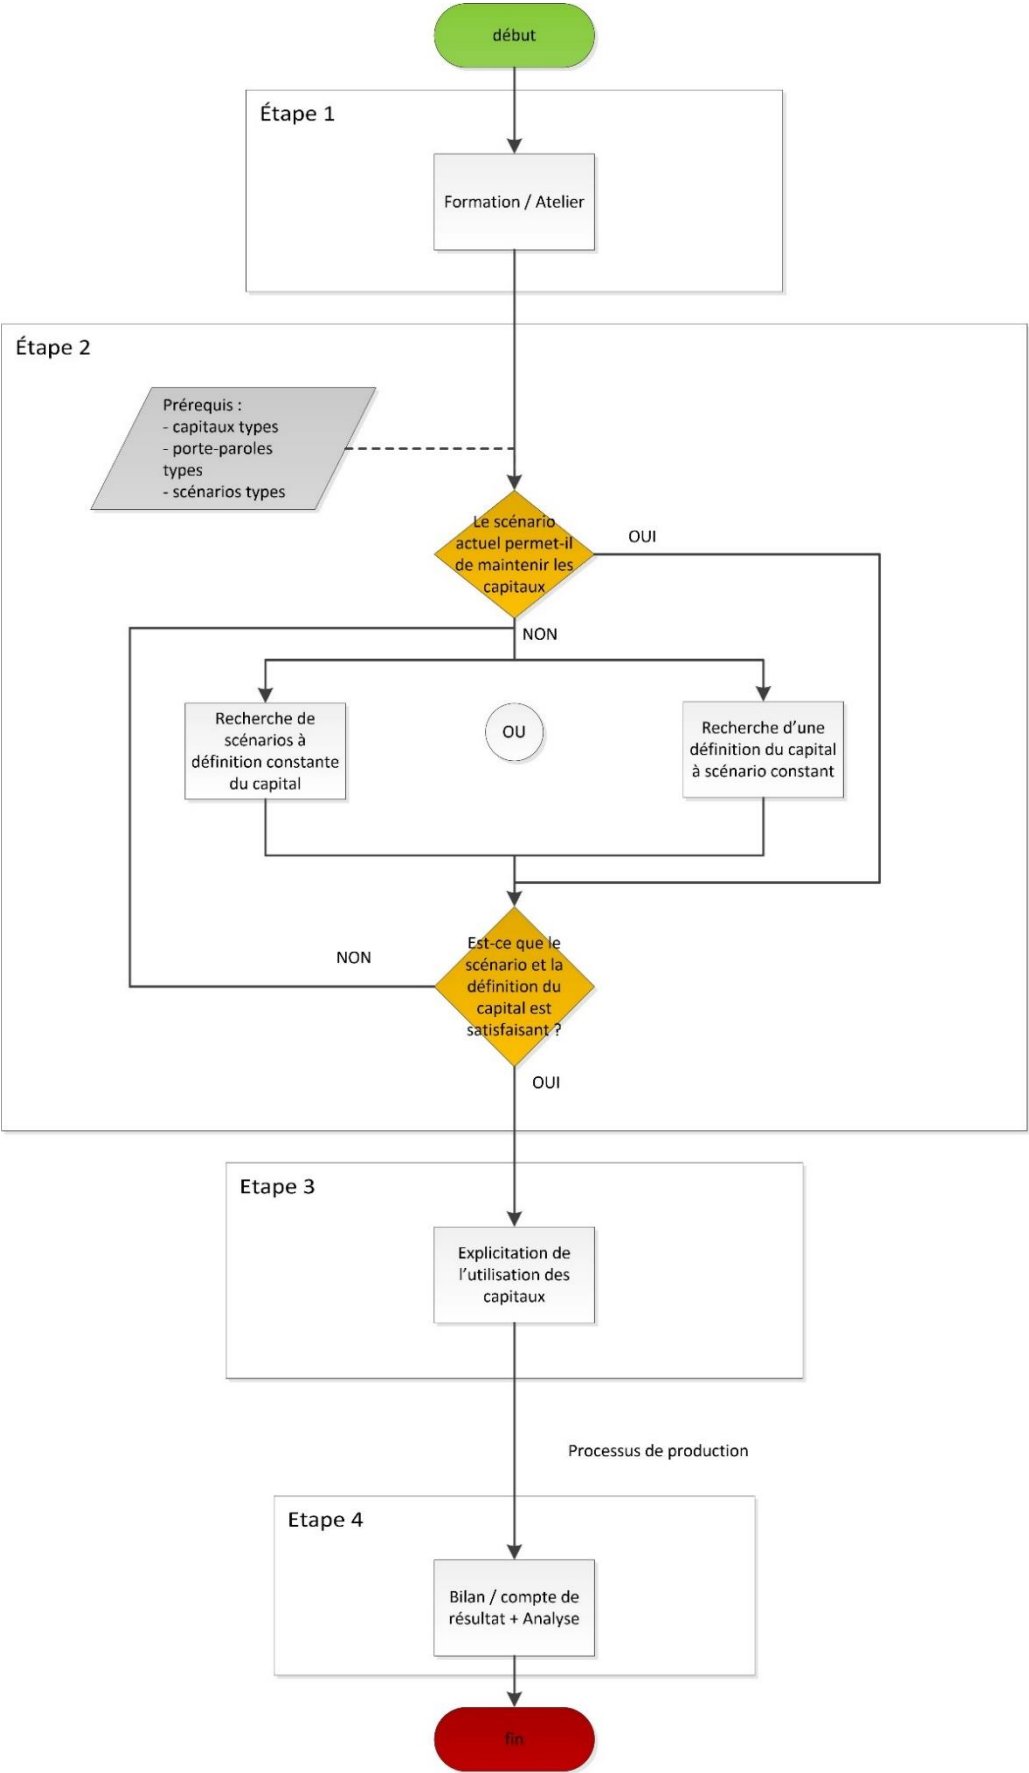 début
Étape 1
Formation / Atelier
Étape 2
Prérequis :
- capitaux types
- porte-paroles
types
- scénarios types
Le scénario
actuel permet-il
de maintenir les
capitaux
OUI
NON
Recherche de
scénarios à
définition constante
du capital
OU
Recherche d’une
définition du capital
à scénario constant
Est-ce que le
scénario et la
définition du
capital est
satisfaisant ?
NON
OUI
Etape 3
Explicitation de
l’utilisation des
capitaux
Processus de production
Etape 4
Bilan / compte de
résultat + Analyse
fin